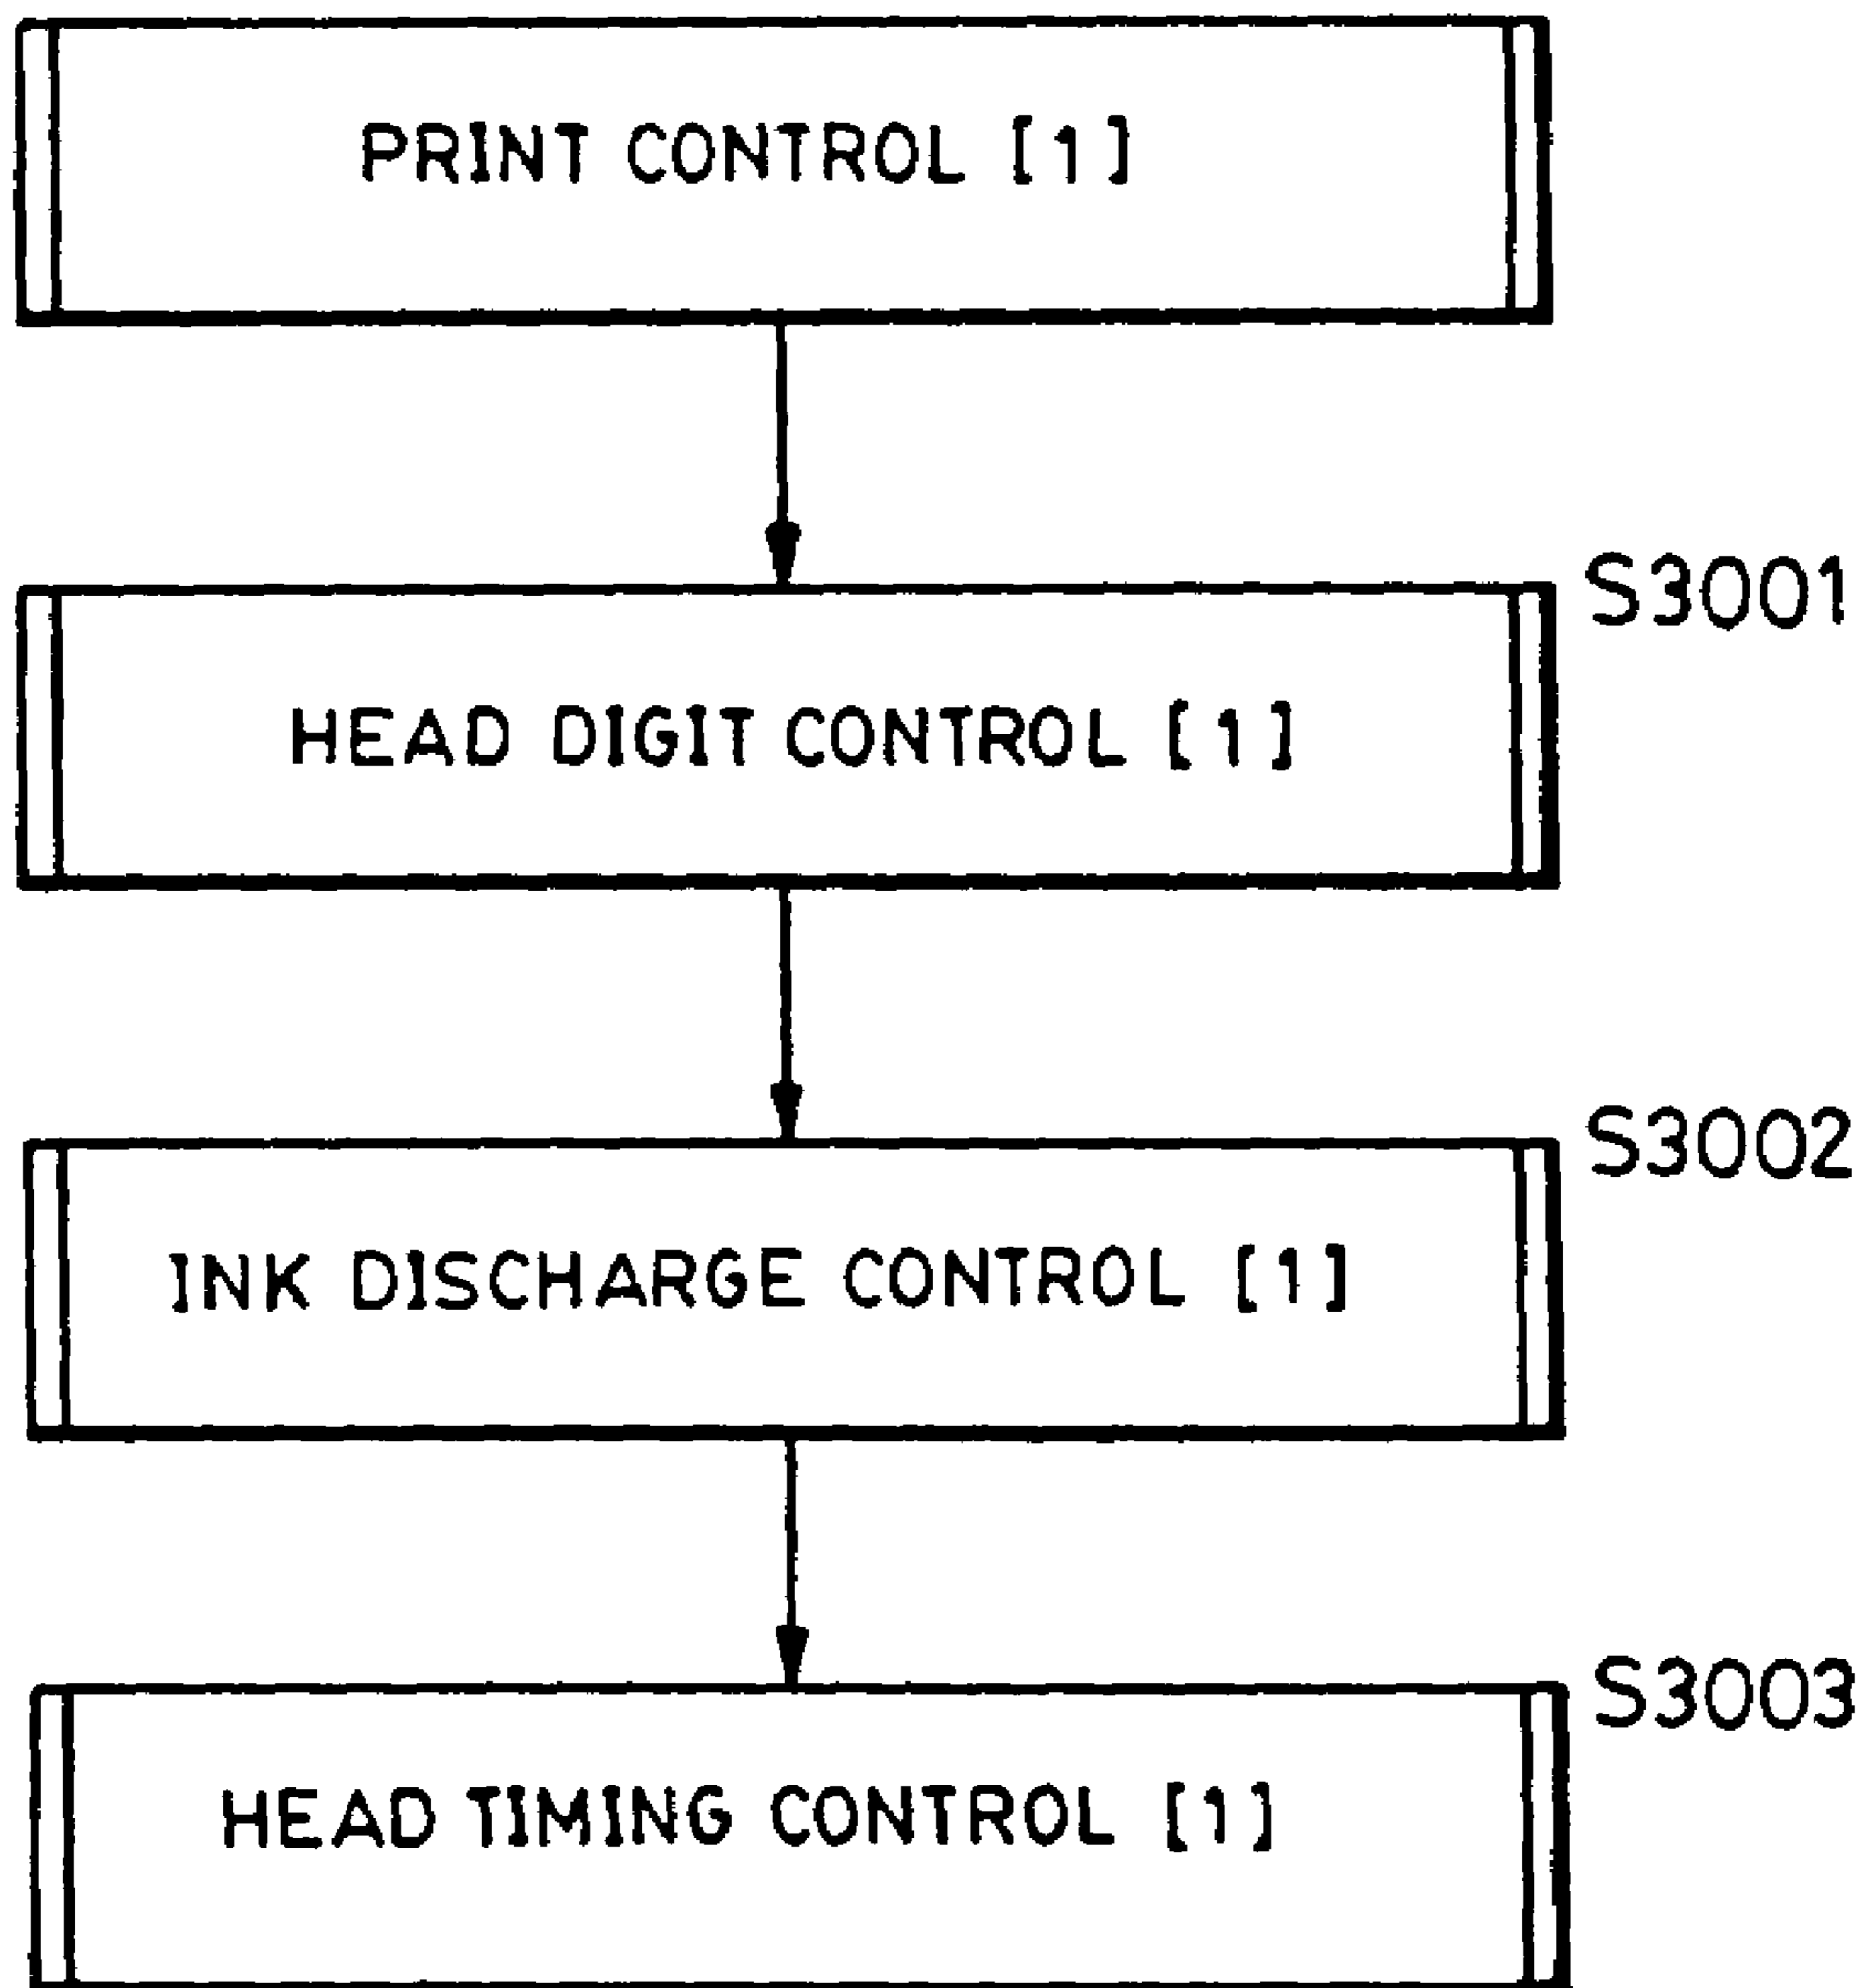 PRINT CONTROL [1]
S3001
HEAD DIGIT CONTROL [1]
S3002
INK DISCHARGE CONTROL [1]
S3003
HEAD TIMING CONTROL [1]